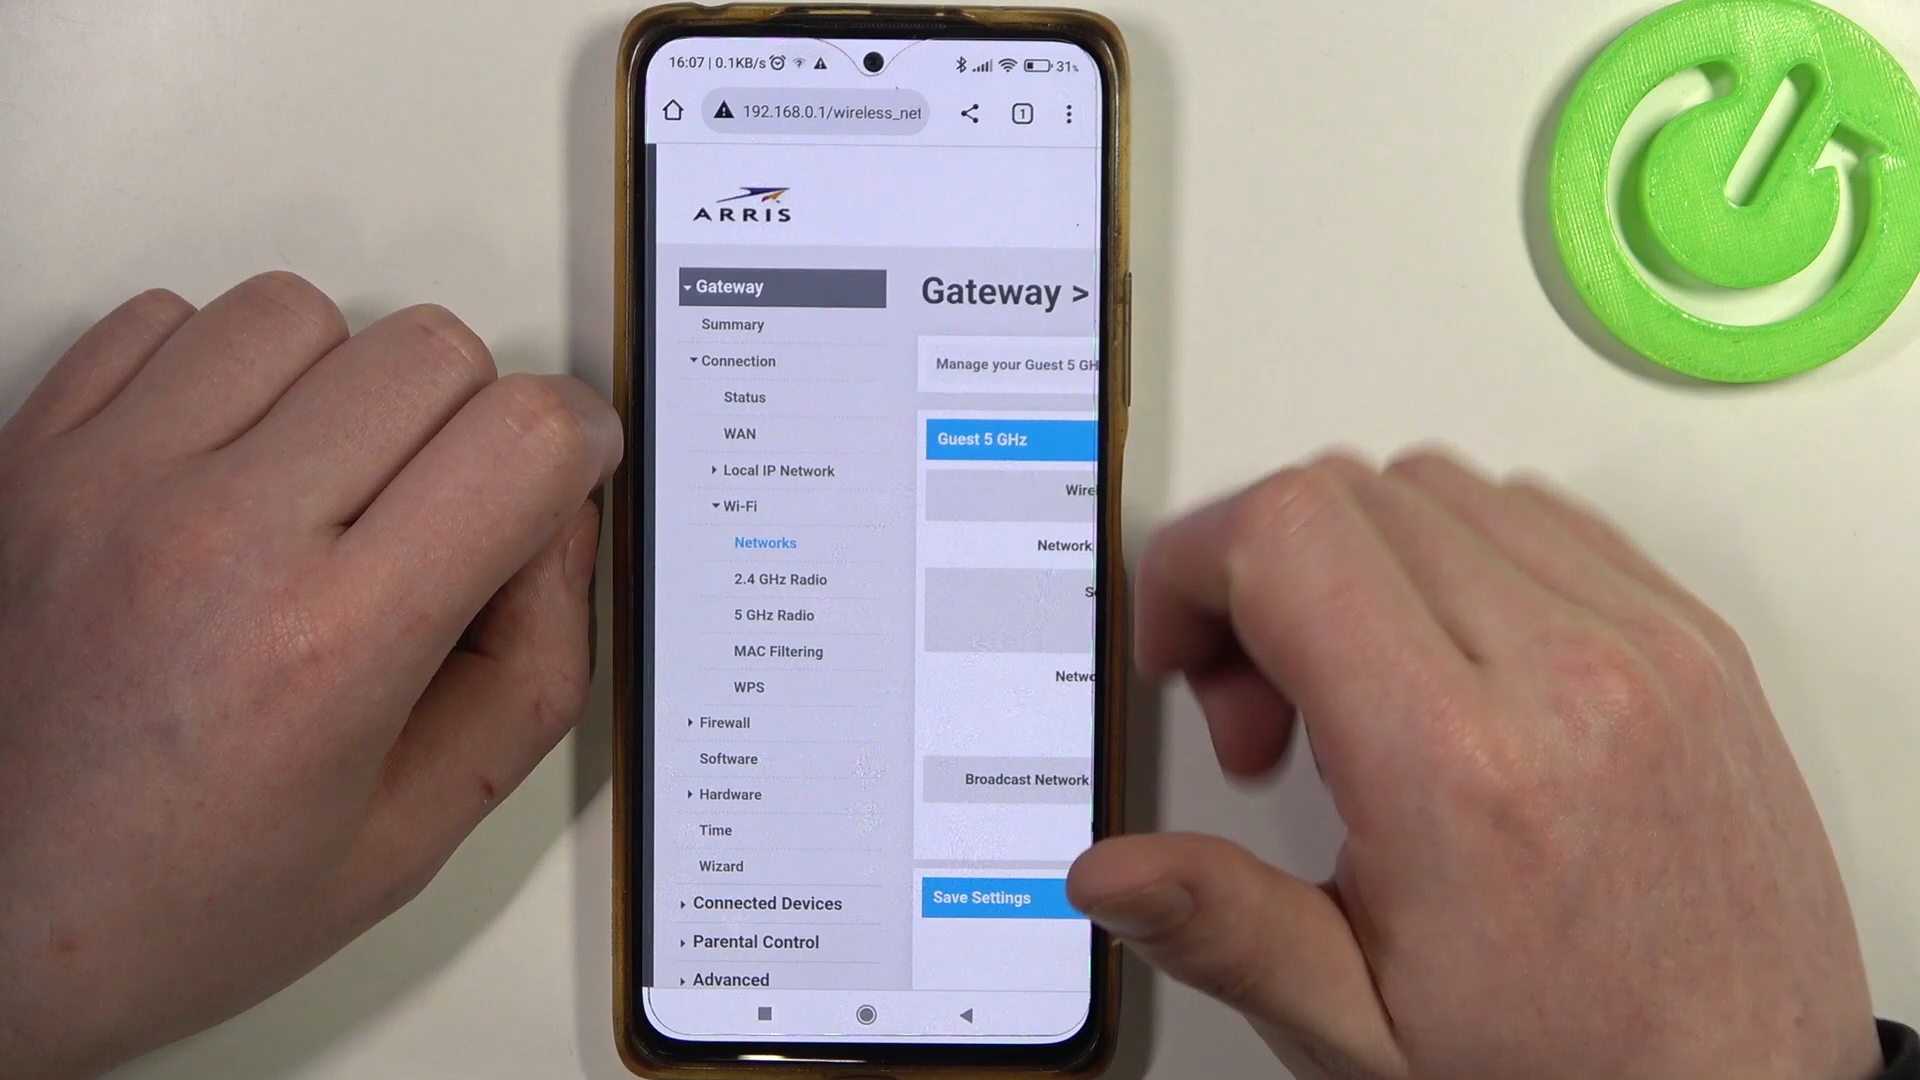 16:07 | 0.1KB/s
31%
192.168.0.1/wireless_net
1
ARRIS
Gateway
Summary
Connection
Status
WAN
Local IP Network
Wi-Fi
Networks
2.4 GHz Radio
5 GHz Radio
MAC Filtering
WPS
Firewall
Software
Hardware
Time
Wizard
Connected Devices
Parental Control
Advanced
Gateway >
Manage your Guest 5 GH
Guest 5 GHz
Wirel
Network
Netwo
Broadcast Network
Save Settings